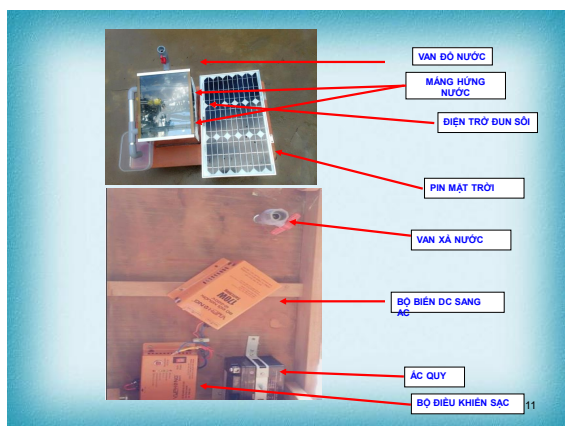 VAN ĐỔ NƯỚC
MÁNG HỨNG
NƯỚC
ĐIỆN TRỞ ĐUN SÔI
PIN MẶT TRỜI
VAN XẢ NƯỚC
BỘ BIẾN DC SANG
AC
ẮC QUY
BỘ ĐIỀU KHIỂN SẠC
11